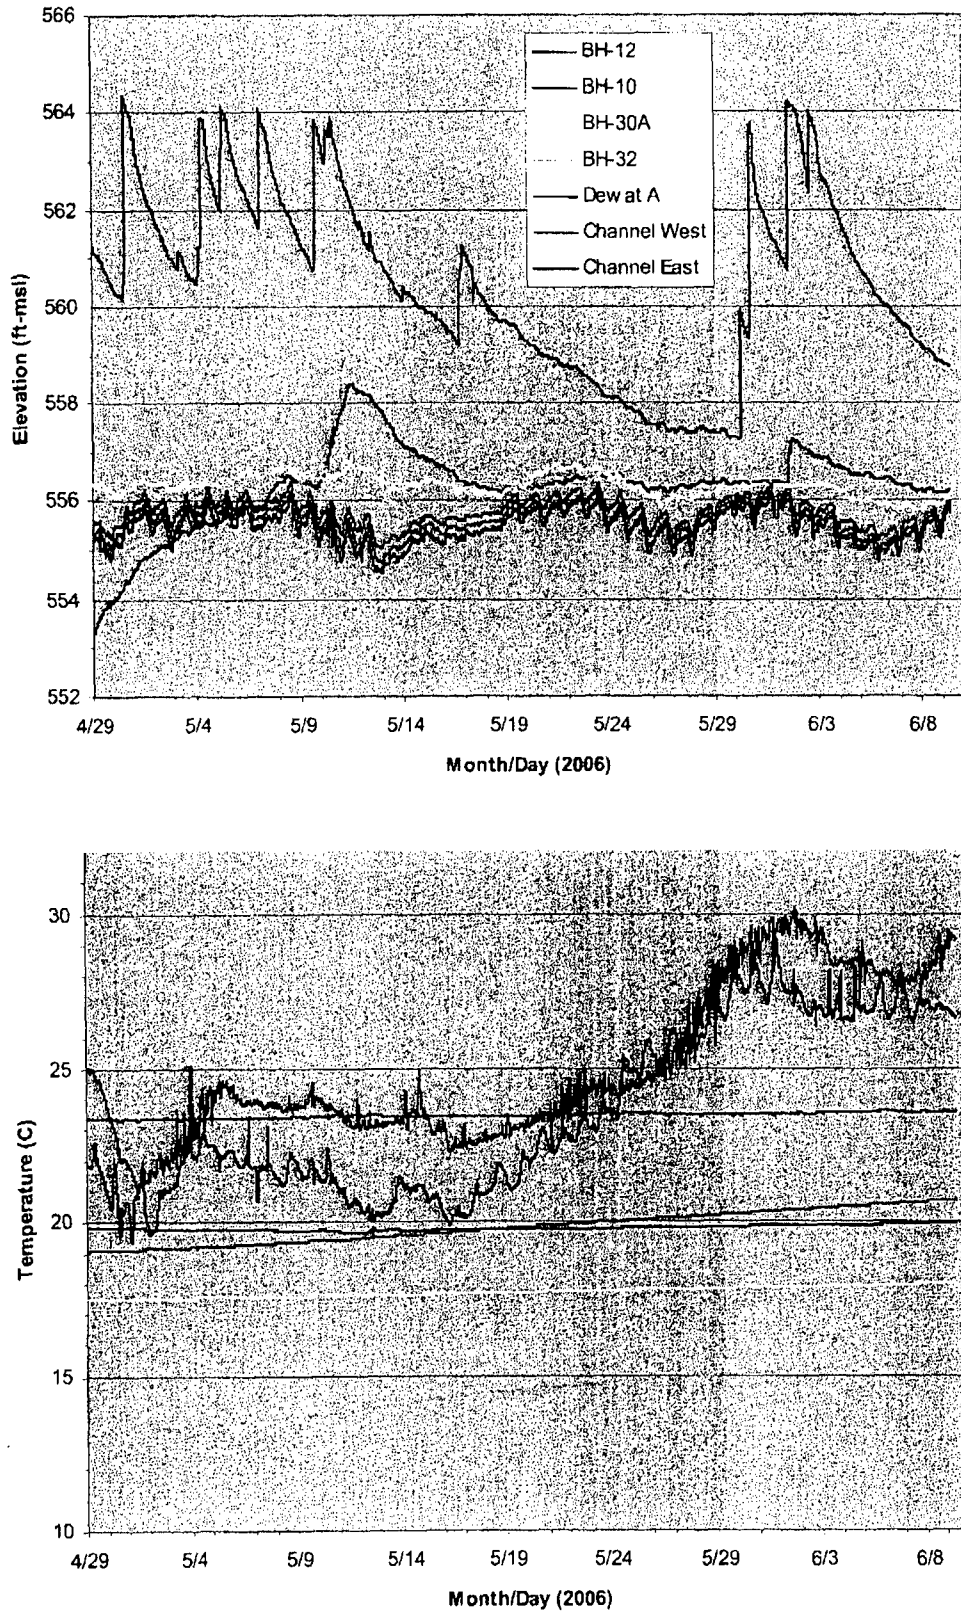 566
564
562
560
558
556
554
552
Elevation (ft-msl)
BH-12
BH-10
BH-30A
BH-32
Dew at A
Channel West
Channel East
4/29 5/4 5/9 5/14 5/19 5/24 5/29 6/3 6/8
Month/Day (2006)
30
25
20
15
10
Temperature (C)
4/29 5/4 5/9 5/14 5/19 5/24 5/29 6/3 6/8
Month/Day (2006)